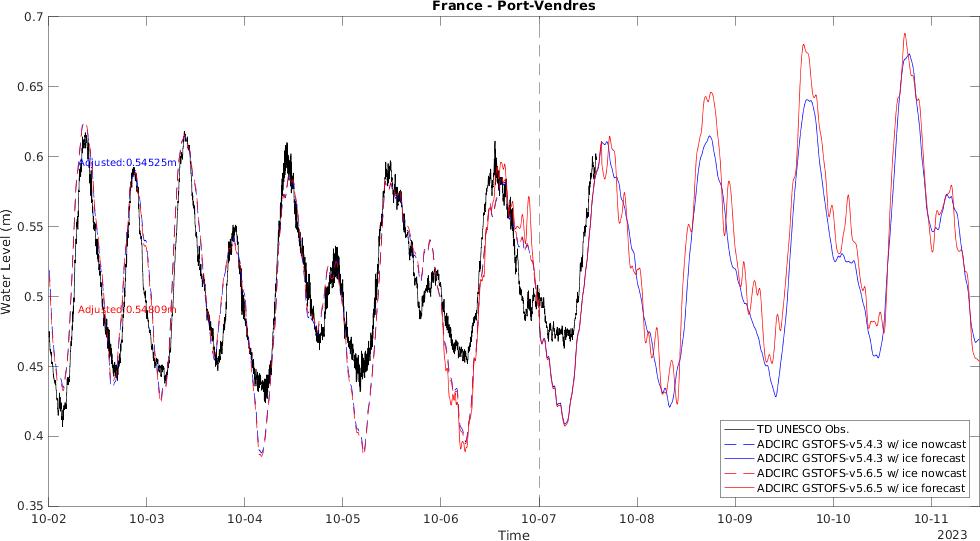 France - Port-Vendres
0.7
0.65
0.6
0.55
0.5
0.45
0.4
0.35
Water Level (m)
Adjusted:0.54525m
Adjusted:0.54809m
TD UNESCO Obs.
ADCIRC GSTOFS-v5.4.3 w/ ice nowcast
ADCIRC GSTOFS-v5.4.3 w/ ice forecast
ADCIRC GSTOFS-v5.6.5 w/ ice nowcast
ADCIRC GSTOFS-v5.6.5 w/ ice forecast
10-02 10-03 10-04 10-05 10-06 10-07 10-08 10-09 10-10 10-11
Time
2023